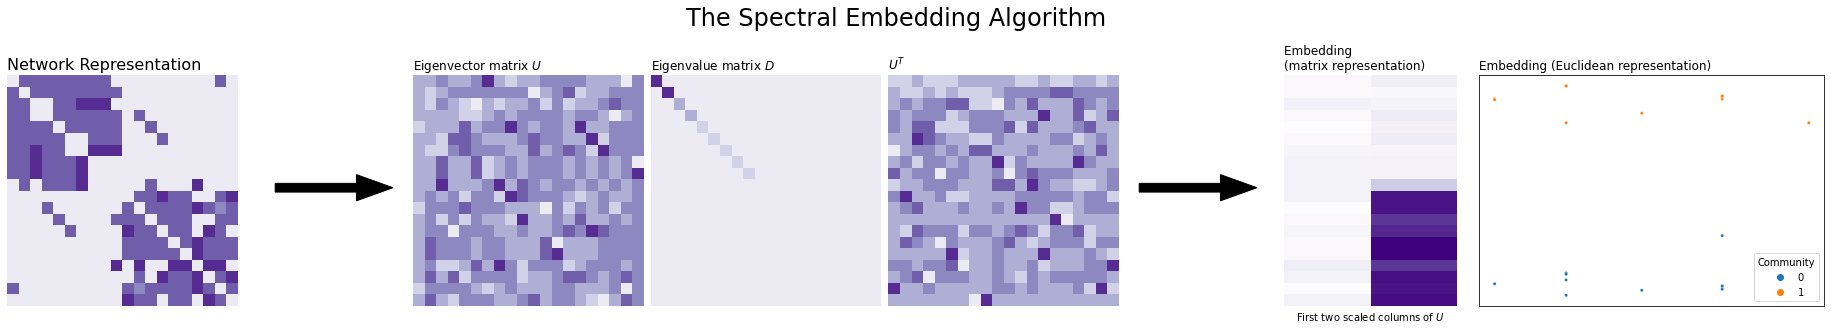 The Spectral Embedding Algorithm
Network Representation
Eigenvector matrix U
Eigenvalue matrix D
U^T
Embedding
(matrix representation)
Embedding (Euclidean representation)
Community
0
1
First two scaled columns of U